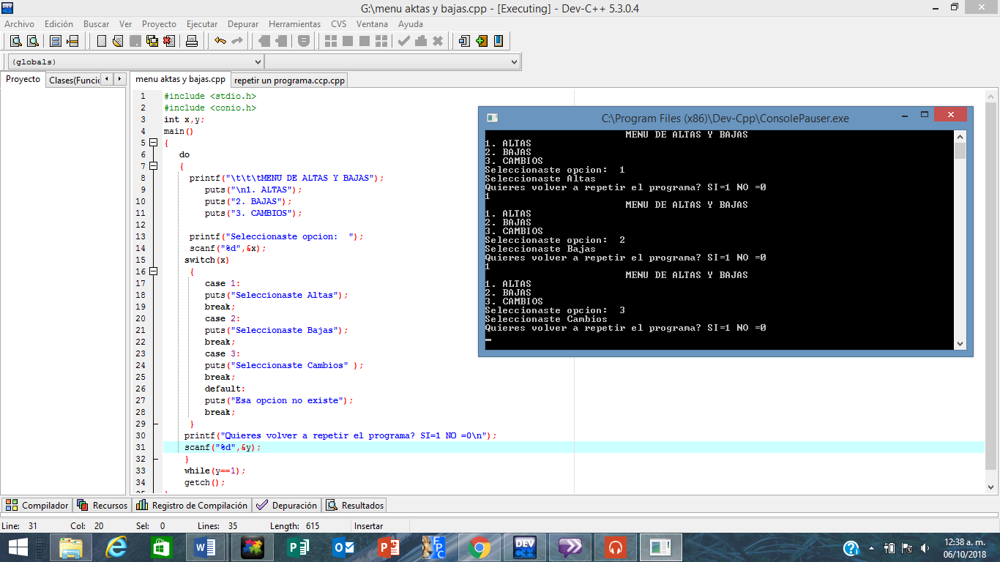 G:\menu aktas y bajas.cpp - [Executing] - Dev-C++ 5.3.0.4
Archivo Edición Buscar Ver Proyecto Ejecutar Depurar Herramientas CVS Ventana Ayuda
(globals)
Proyecto Clases(Funcio menu aktas y bajas.cpp repetir un programa.ccp.cpp
1 #include <stdio.h>
2 #include <conio.h>
3 int x,y;
4 main()
5 {
6 do
7 {
8 printf("\t\t\tMENU DE ALTAS Y BAJAS");
9 puts("\n1. ALTAS");
10 puts("2. BAJAS");
11 puts("3. CAMBIOS");
12
13 printf("Seleccionaste opcion:  ");
14 scanf("%d",&x);
15 switch(x)
16 {
17 case 1:
18 puts("Seleccionaste Altas");
19 break;
20 case 2:
21 puts("Seleccionaste Bajas");
22 break;
23 case 3:
24 puts("Seleccionaste Cambios" );
25 break;
26 default:
27 puts("Esa opcion no existe");
28 break;
29 }
30 printf("Quieres volver a repetir el programa? SI=1 NO =0\n");
31 scanf("%d",&y);
32 }
33 while(y==1);
34 getch();
C:\Program Files (x86)\Dev-Cpp\ConsolePauser.exe
MENU DE ALTAS Y BAJAS
1. ALTAS
2. BAJAS
3. CAMBIOS
Seleccionaste opcion:  1
Seleccionaste Altas
Quieres volver a repetir el programa? SI=1 NO =0
1
MENU DE ALTAS Y BAJAS
1. ALTAS
2. BAJAS
3. CAMBIOS
Seleccionaste opcion:  2
Seleccionaste Bajas
Quieres volver a repetir el programa? SI=1 NO =0
1
MENU DE ALTAS Y BAJAS
1. ALTAS
2. BAJAS
3. CAMBIOS
Seleccionaste opcion:  3
Seleccionaste Cambios
Quieres volver a repetir el programa? SI=1 NO =0
Compilador Recursos Registro de Compilación Depuración Resultados
Line: 31 Col: 20 Sel: 0 Lines: 35 Length: 615 Insertar
DEV C++
FPC
DEV C++
12:38 a. m.
06/10/2018